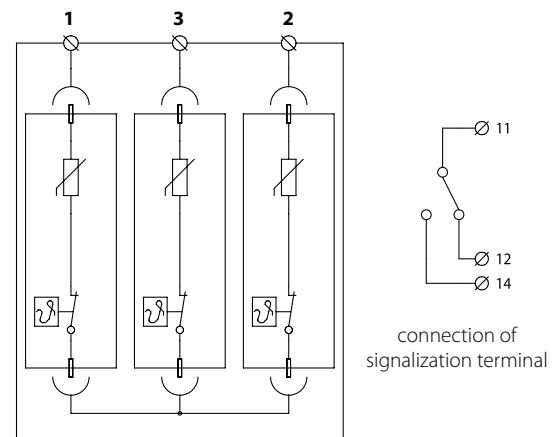 1 3 2
11
12
14
connection of
signalization terminal